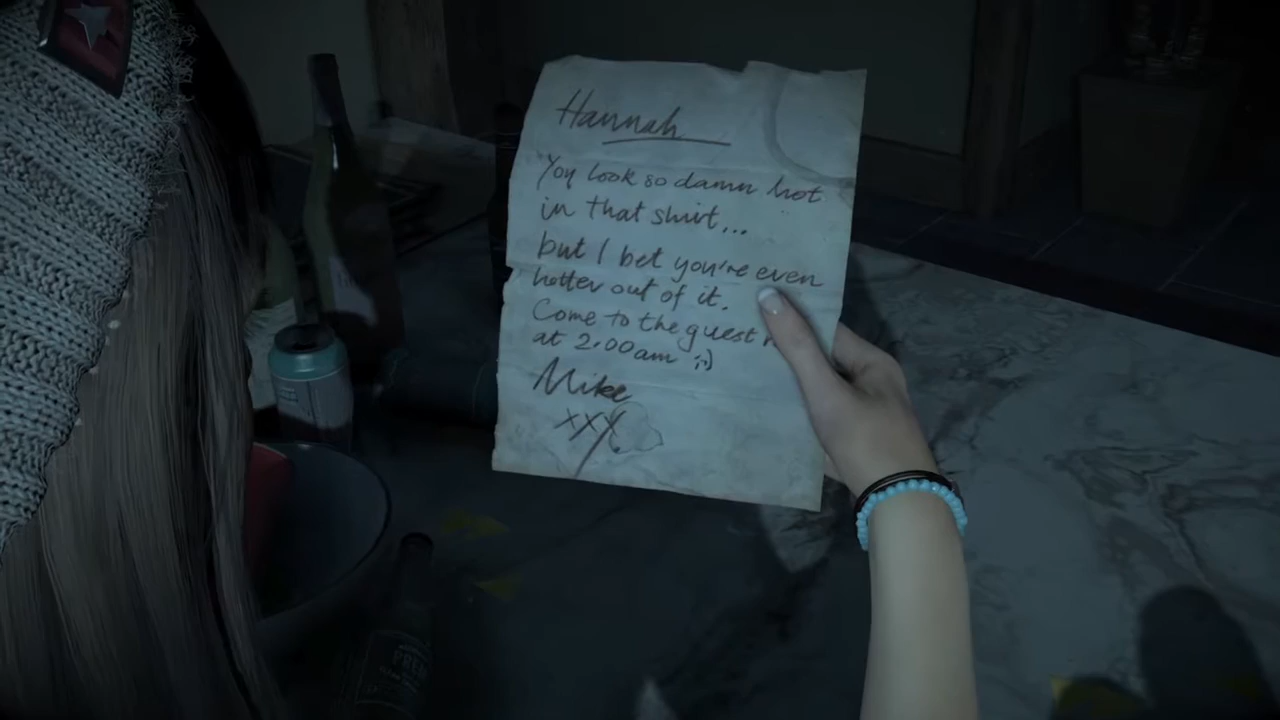 Hannah
You look so damn hot
in that shirt...
but I bet you're even
hotter out of it.
Come to the guest
at 2.00am ;)
Mike
xxx